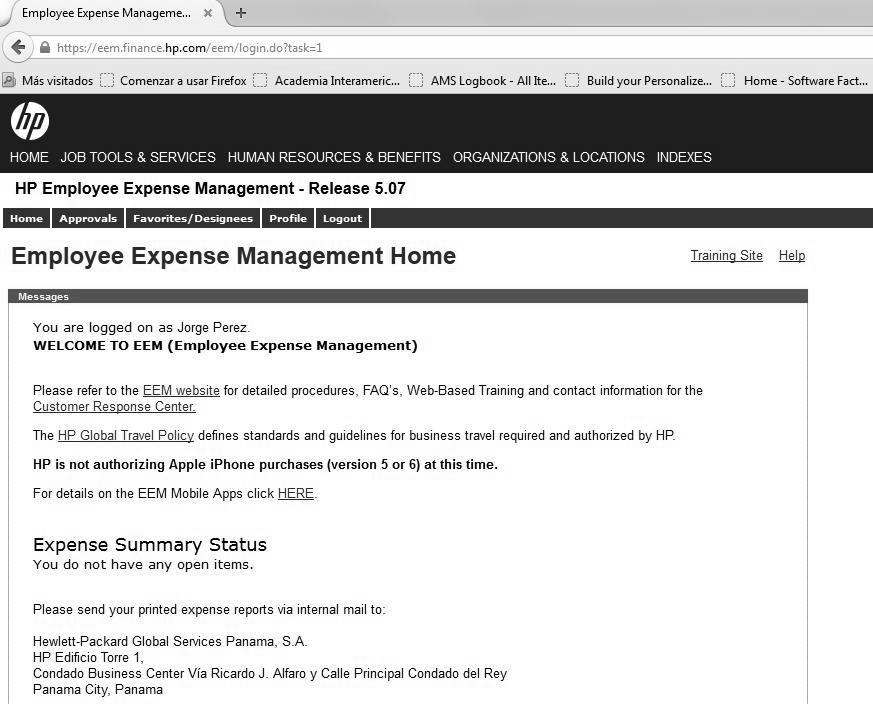 Employee Expense Manageme...
https://eem.finance.hp.com/eem/login.do?task=1
Más visitados Comenzar a usar Firefox Academia Interameric... AMS Logbook - All Ite... Build your Personalize... Home - Software Fact...
hp
HOME JOB TOOLS & SERVICES HUMAN RESOURCES & BENEFITS ORGANIZATIONS & LOCATIONS INDEXES
HP Employee Expense Management - Release 5.07
Home Approvals Favorites/Designees Profile Logout
Employee Expense Management Home Training Site Help
Messages
You are logged on as Jorge Perez.
WELCOME TO EEM (Employee Expense Management)
Please refer to the EEM website for detailed procedures, FAQ's, Web-Based Training and contact information for the
Customer Response Center.
The HP Global Travel Policy defines standards and guidelines for business travel required and authorized by HP.
HP is not authorizing Apple iPhone purchases (version 5 or 6) at this time.
For details on the EEM Mobile Apps click HERE.
Expense Summary Status
You do not have any open items.
Please send your printed expense reports via internal mail to:
Hewlett-Packard Global Services Panama, S.A.
HP Edificio Torre 1,
Condado Business Center Vía Ricardo J. Alfaro y Calle Principal Condado del Rey
Panama City, Panama